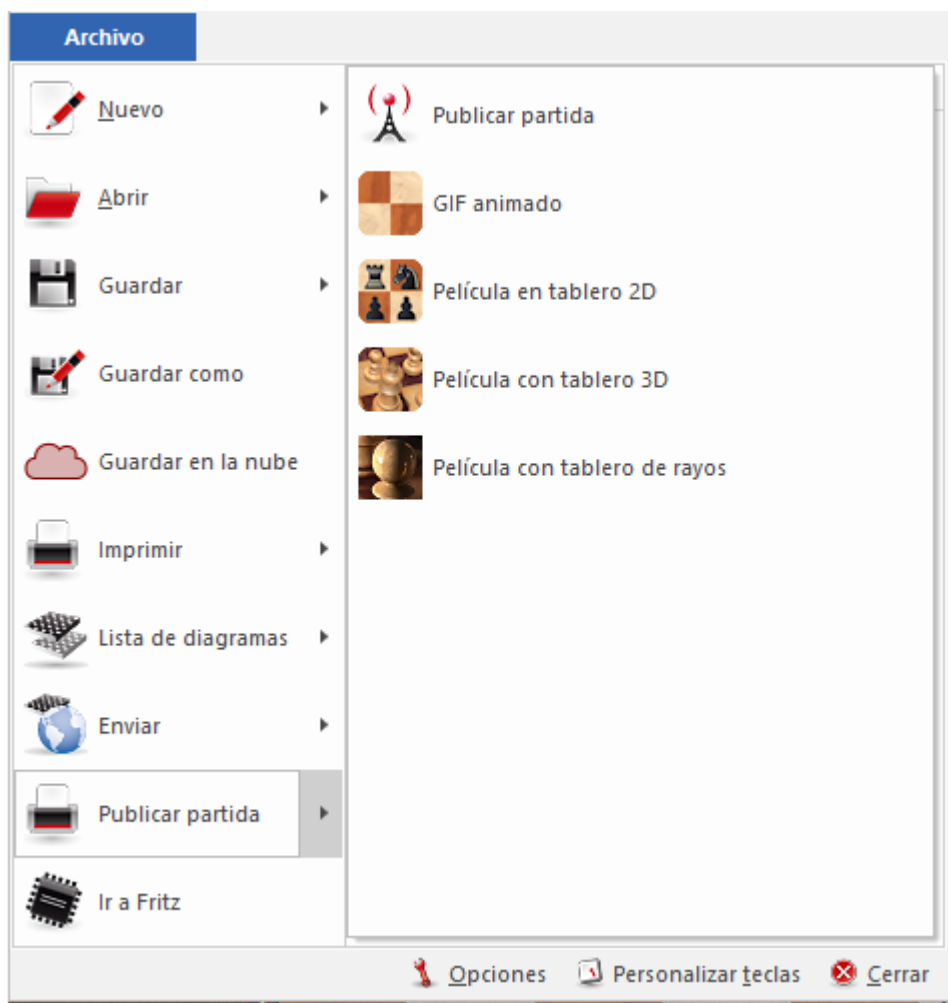 Archivo
Nuevo
Abrir
Guardar
Guardar como
Guardar en la nube
Imprimir
Lista de diagramas
Enviar
Publicar partida
Ir a Fritz
Publicar partida
GIF animado
Película en tablero 2D
Película con tablero 3D
Película con tablero de rayos
Opciones Personalizar teclas Cerrar